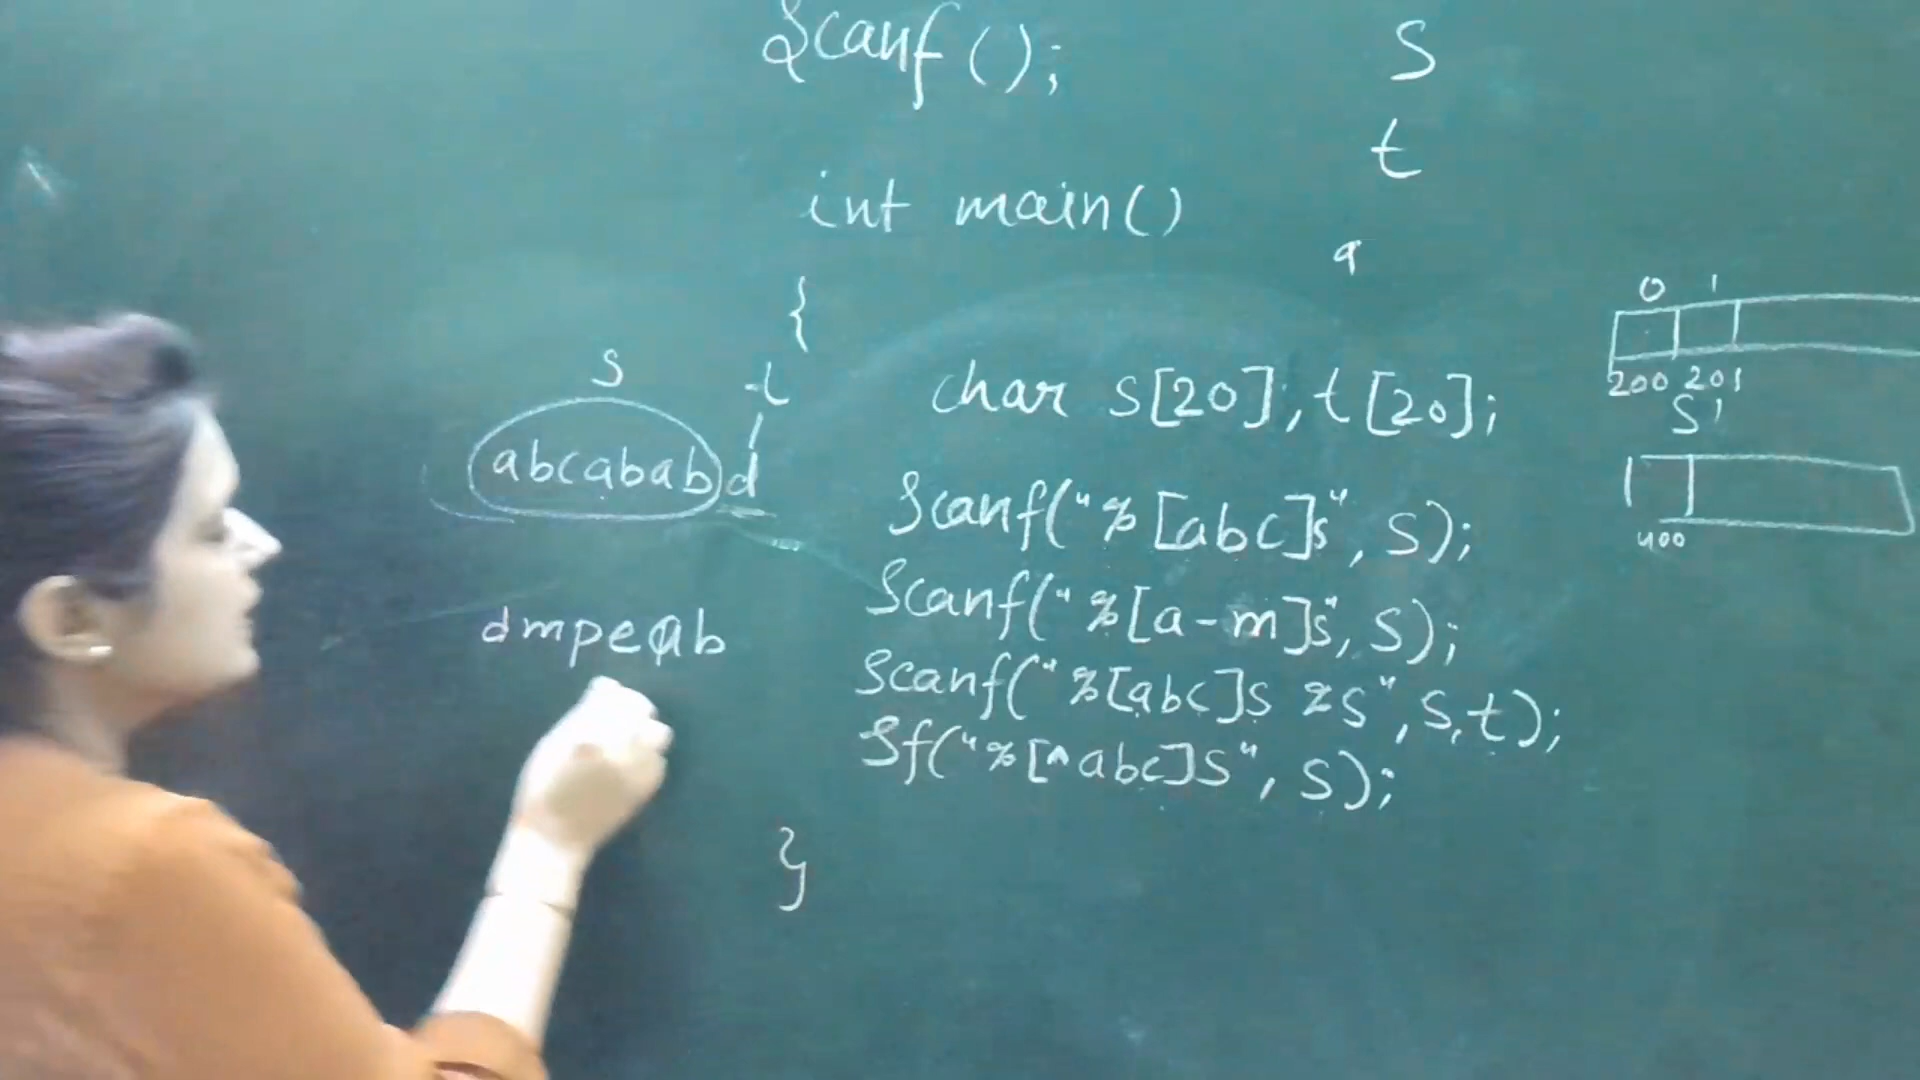 Scanf();
S
t
int main()
a
{
0 1
200 201
S
t
char S[20], t[20];
S
abcababd
Scanf("%[abc]s", S);
400
Scanf("%[a-m]s", S);
dmpeab
Scanf("%[abc]s %s", S, t);
Sf("%[^abc]S", S);
}